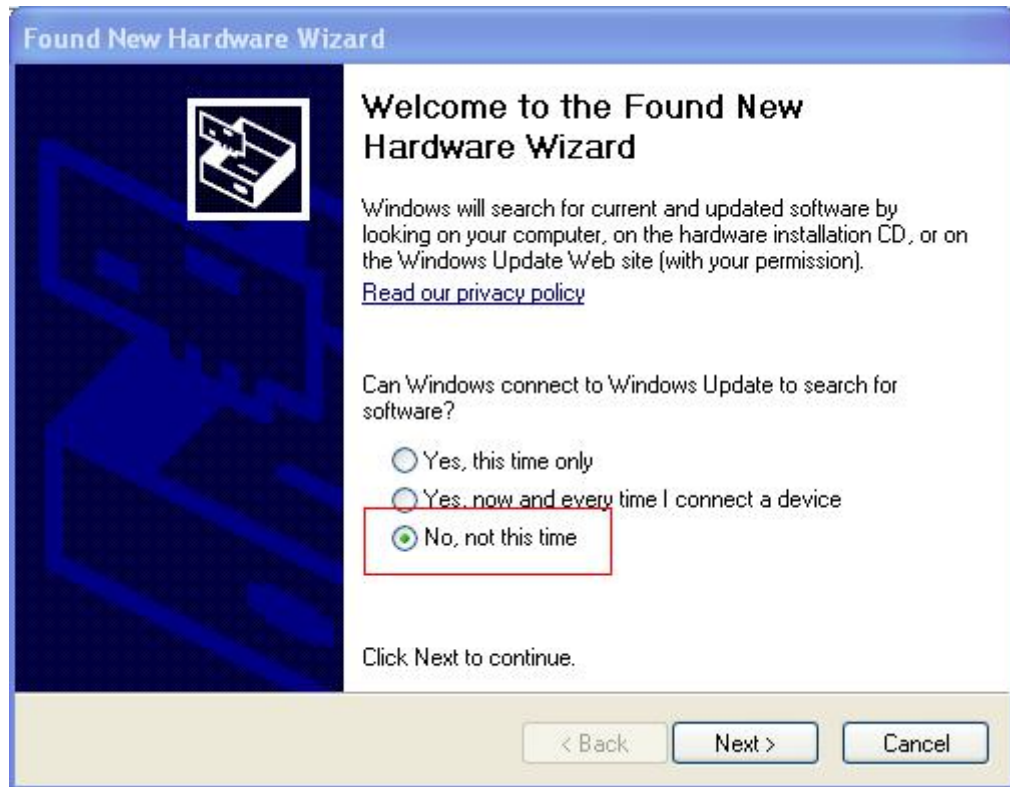 Found New Hardware Wizard
Welcome to the Found New
Hardware Wizard
Windows will search for current and updated software by
looking on your computer, on the hardware installation CD, or on
the Windows Update Web site (with your permission).
Read our privacy policy
Can Windows connect to Windows Update to search for
software?
Yes, this time only
Yes, now and every time I connect a device
No, not this time
Click Next to continue.
< Back Next > Cancel